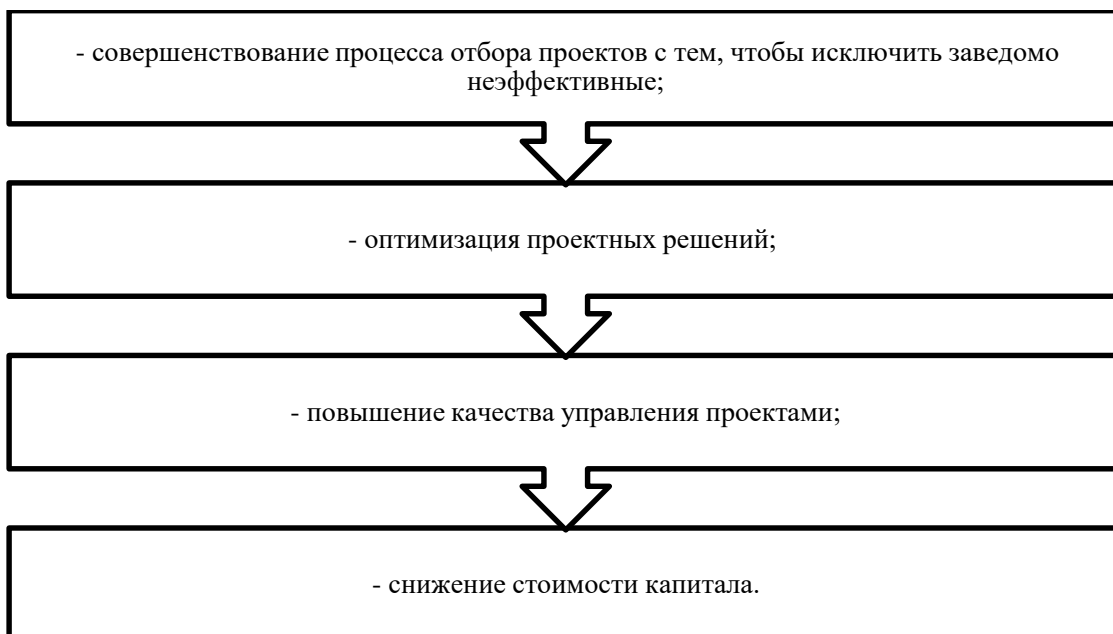 - совершенствование процесса отбора проектов с тем, чтобы исключить заведомо
неэффективные;
- оптимизация проектных решений;
- повышение качества управления проектами;
- снижение стоимости капитала.